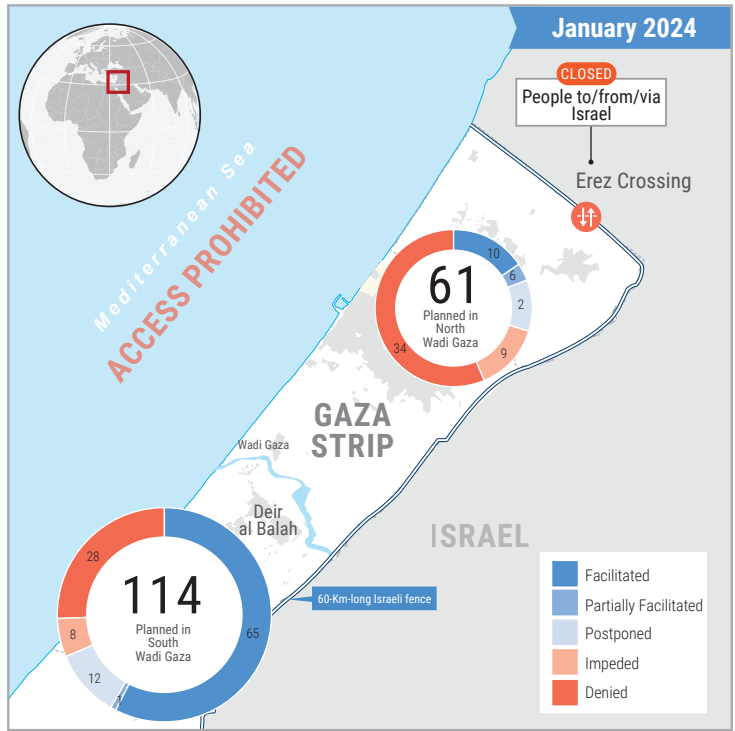 January 2024
CLOSED
People to/from/via
Israel
Erez Crossing
Mediterranean Sea
ACCESS PROHIBITED
10
6
2
9
34
61
Planned in
North
Wadi Gaza
GAZA
STRIP
Wadi Gaza
Deir
al Balah
ISRAEL
28
8
12
1
65
114
Planned in
South
Wadi Gaza
60-Km-long Israeli fence
Facilitated
Partially Facilitated
Postponed
Impeded
Denied